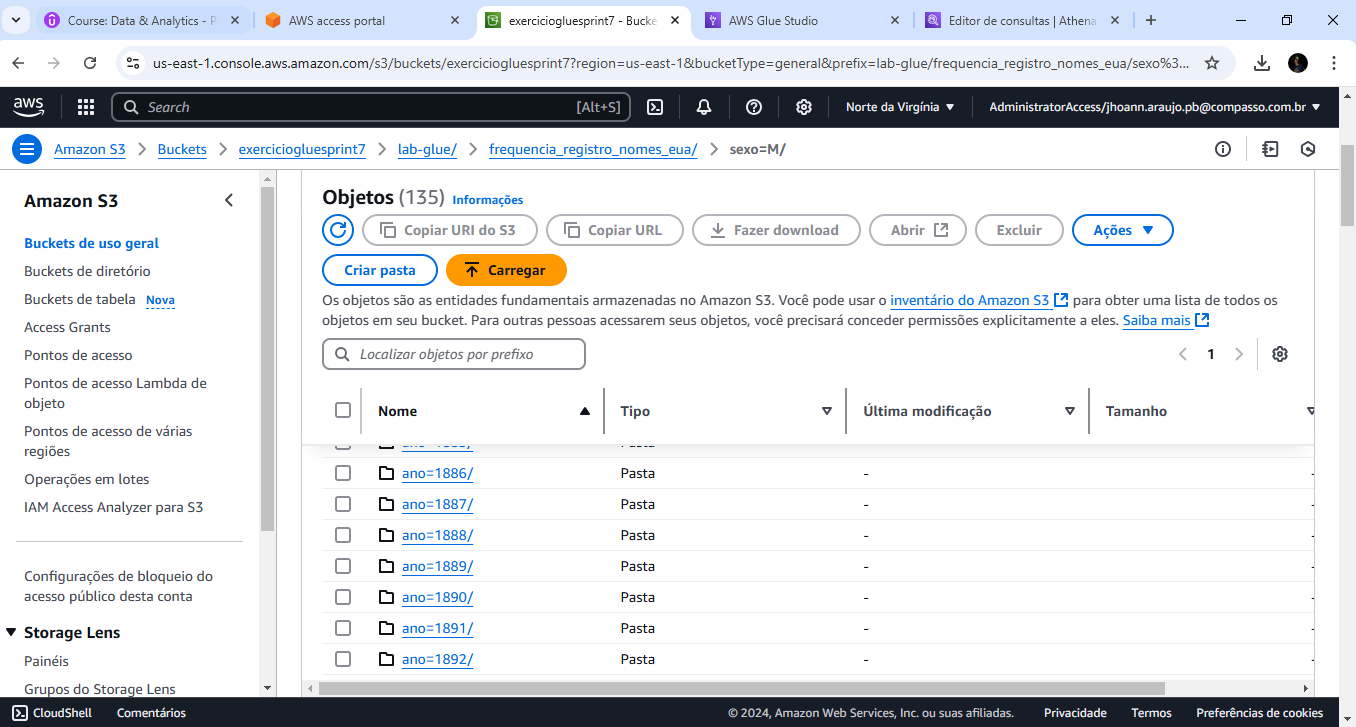 Course: Data & Analytics - P
AWS access portal
exerciciogluesprint7 - Bucke
AWS Glue Studio
Editor de consultas | Athena
us-east-1.console.aws.amazon.com/s3/buckets/exerciciogluesprint7?region=us-east-1&bucketType=general&prefix=lab-glue/frequencia_registro_nomes_eua/sexo%3...
aws
Search
[Alt+S]
Norte da Virgínia
AdministratorAccess/jhoann.araujo.pb@compasso.com.br
Amazon S3
Buckets
exerciciogluesprint7
lab-glue/
frequencia_registro_nomes_eua/
sexo=M/
Amazon S3
Buckets de uso geral
Buckets de diretório
Buckets de tabela Nova
Access Grants
Pontos de acesso
Pontos de acesso Lambda de
objeto
Pontos de acesso de várias
regiões
Operações em lotes
IAM Access Analyzer para S3
Configurações de bloqueio do
acesso público desta conta
Storage Lens
Painéis
Grupos do Storage Lens
Objetos (135) Informações
Copiar URI do S3
Copiar URL
Fazer download
Abrir
Excluir
Ações
Criar pasta
Carregar
Os objetos são as entidades fundamentais armazenadas no Amazon S3. Você pode usar o inventário do Amazon S3 para obter uma lista de todos os
objetos em seu bucket. Para outras pessoas acessarem seus objetos, você precisará conceder permissões explicitamente a eles. Saiba mais
Localizar objetos por prefixo
1
Nome Tipo Última modificação Tamanho
ano=1886/ Pasta - -
ano=1887/ Pasta - -
ano=1888/ Pasta - -
ano=1889/ Pasta - -
ano=1890/ Pasta - -
ano=1891/ Pasta - -
ano=1892/ Pasta - -
CloudShell
Comentários
© 2024, Amazon Web Services, Inc. ou suas afiliadas.
Privacidade
Termos
Preferências de cookies